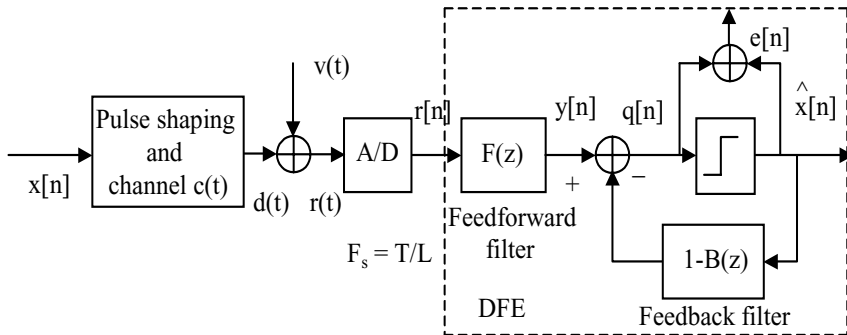 e[n]
v(t)
^
x[n]
r[n]
y[n]
q[n]
Pulse shaping
and
channel c(t)
A/D
F(z)
x[n]
d(t)
r(t)
+
−
Feedforward
filter
F_s = T/L
1-B(z)
DFE
Feedback filter